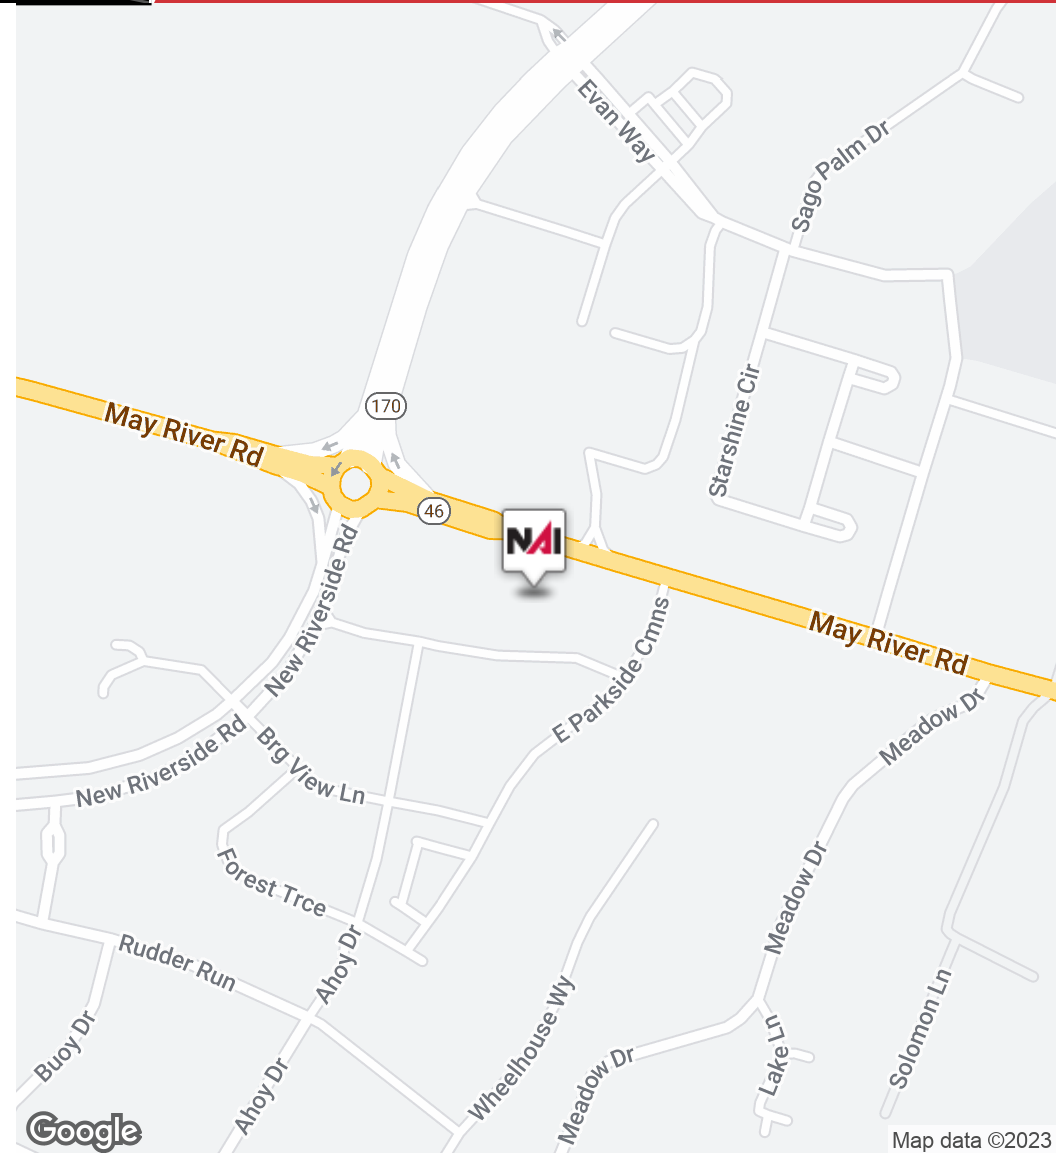 Evan Way
Sago Palm Dr
170
Starshine Cir
May River Rd
46
NAI
New Riverside Rd
E Parkside Cmns
May River Rd
Meadow Dr
New Riverside Rd
Brg View Ln
Forest Trce
Meadow Dr
Rudder Run
Ahoy Dr
Solomon Ln
Wheelhouse Wy
Buoy Dr
Lake Ln
Meadow Dr
Ahoy Dr
Google
Map data ©2023